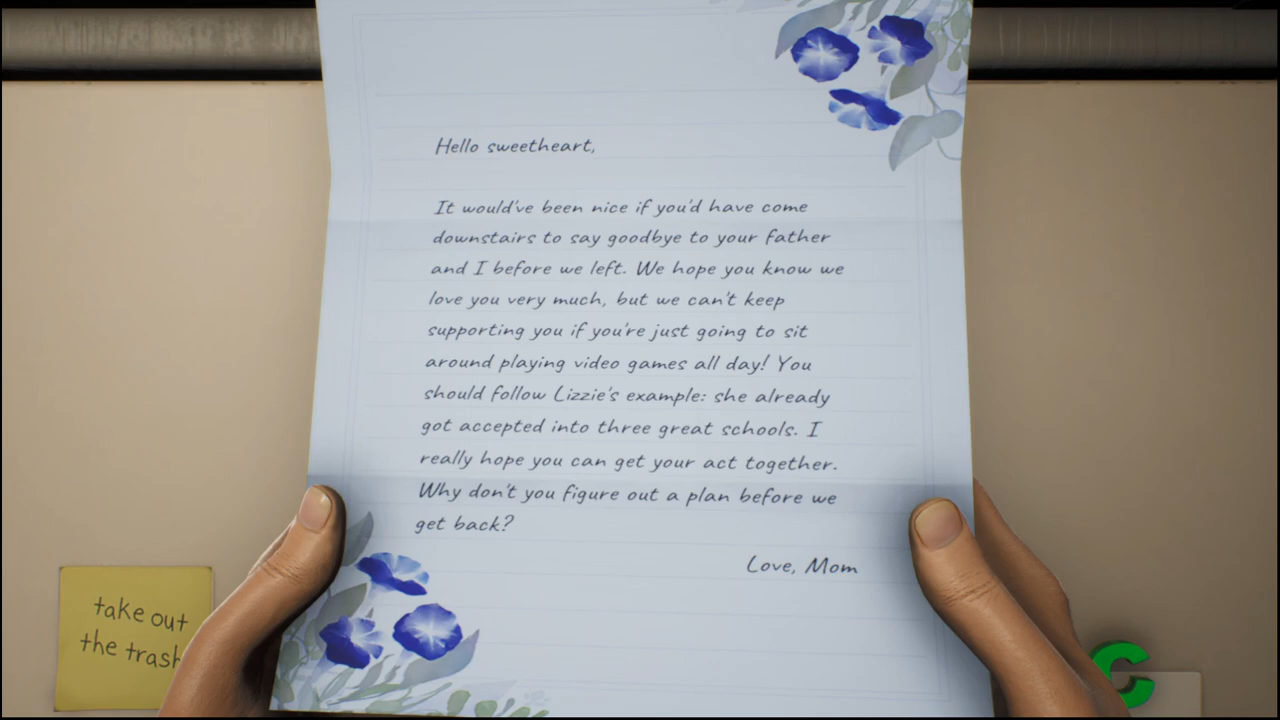 Hello sweetheart,
It would've been nice if you'd have come
downstairs to say goodbye to your father
and I before we left. We hope you know we
love you very much, but we can't keep
supporting you if you're just going to sit
around playing video games all day! You
should follow Lizzie's example: she already
got accepted into three great schools. I
really hope you can get your act together.
Why don't you figure out a plan before we
get back?
Love, Mom
take out
the trash
C